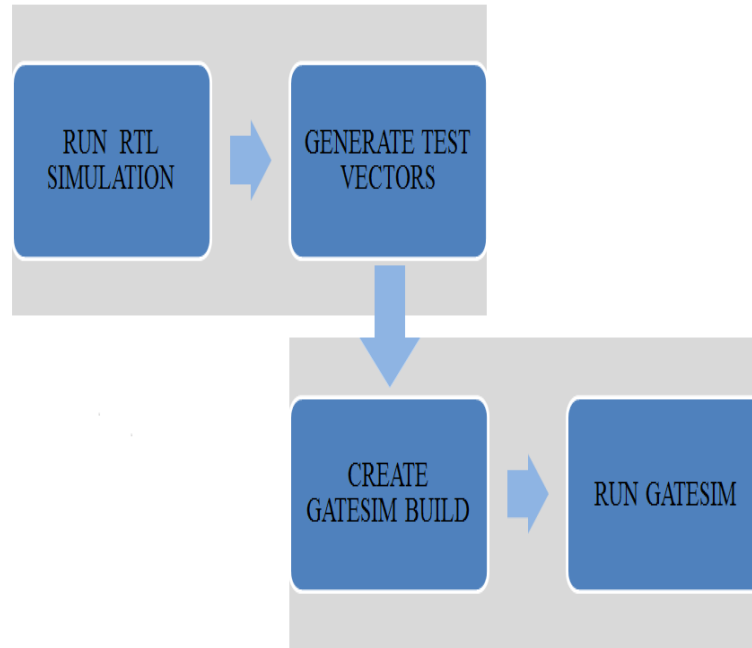 RUN RTL
SIMULATION
GENERATE TEST
VECTORS
CREATE
GATESIM BUILD
RUN GATESIM